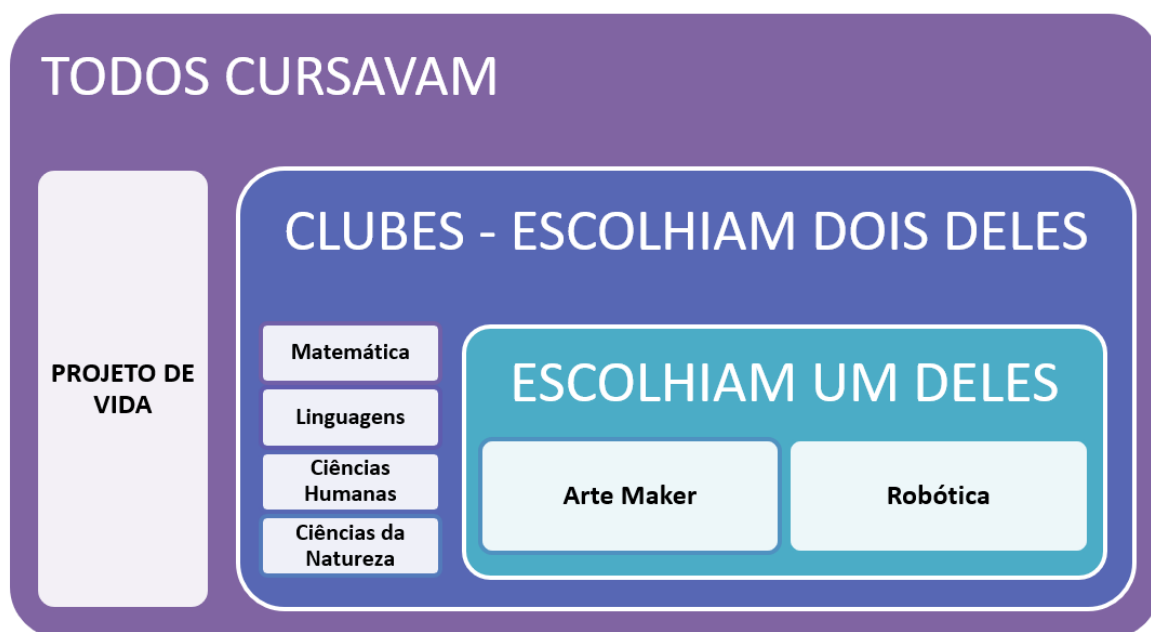 TODOS CURSAVAM
PROJETO DE
VIDA
CLUBES - ESCOLHIAM DOIS DELES
Matemática
Linguagens
Ciências
Humanas
Ciências da
Natureza
ESCOLHIAM UM DELES
Arte Maker
Robótica